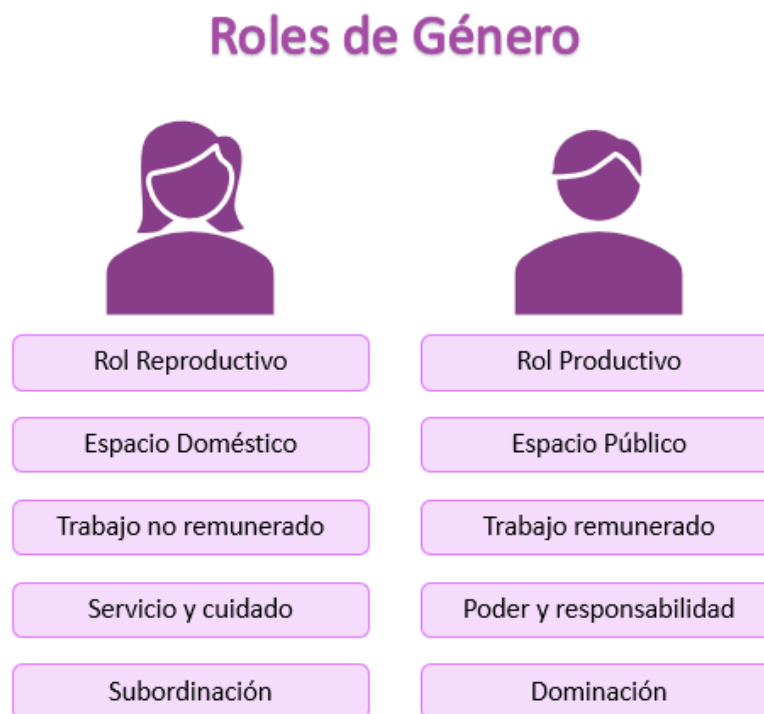 Roles de Género
Rol Reproductivo
Rol Productivo
Espacio Doméstico
Espacio Público
Trabajo no remunerado
Trabajo remunerado
Servicio y cuidado
Poder y responsabilidad
Subordinación
Dominación